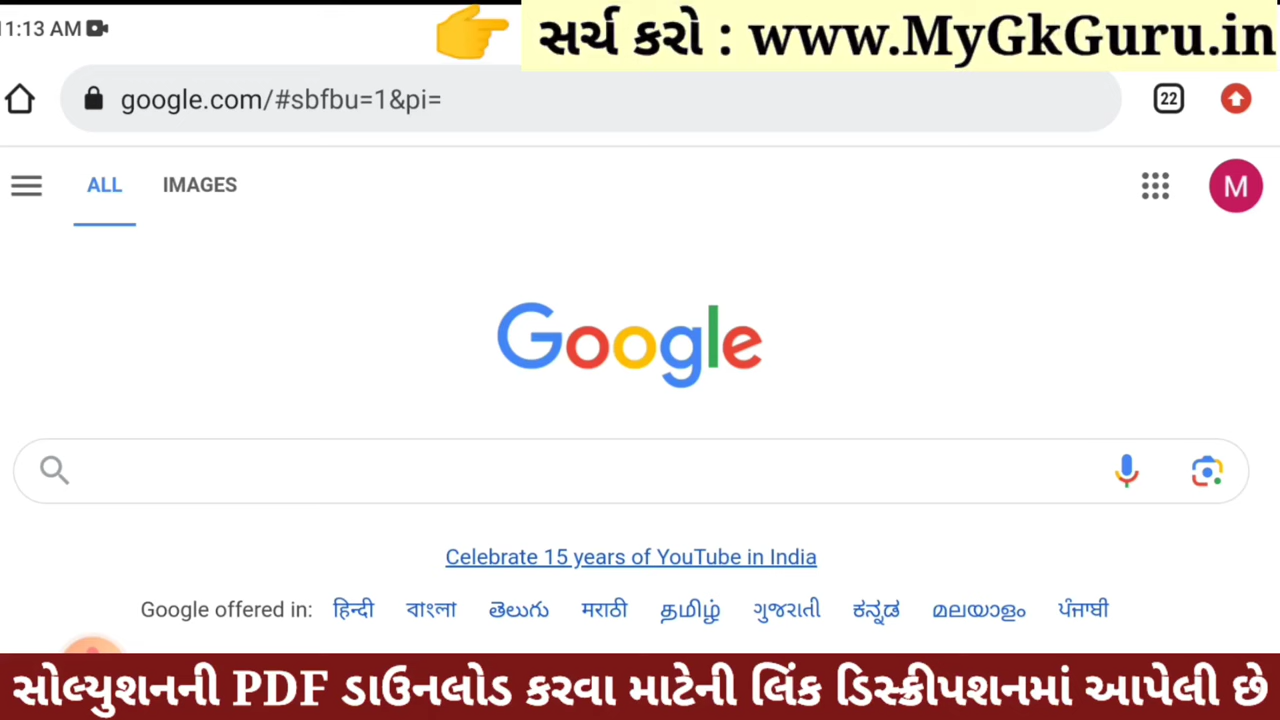 11:13 AM
સર્ચ કરો : www.MyGkGuru.in
google.com/#sbfbu=1&pi=
22
ALL IMAGES
M
Google
Celebrate 15 years of YouTube in India
Google offered in: हिन्दी বাংলা తెలుగు मराठी தமிழ் ગુજરાતી ಕನ್ನಡ മലയാളം ਪੰਜਾਬੀ
સોલ્યુશનની PDF ડાઉનલોડ કરવા માટેની લિંક ડિસ્ક્રીપશનમાં આપેલી છે